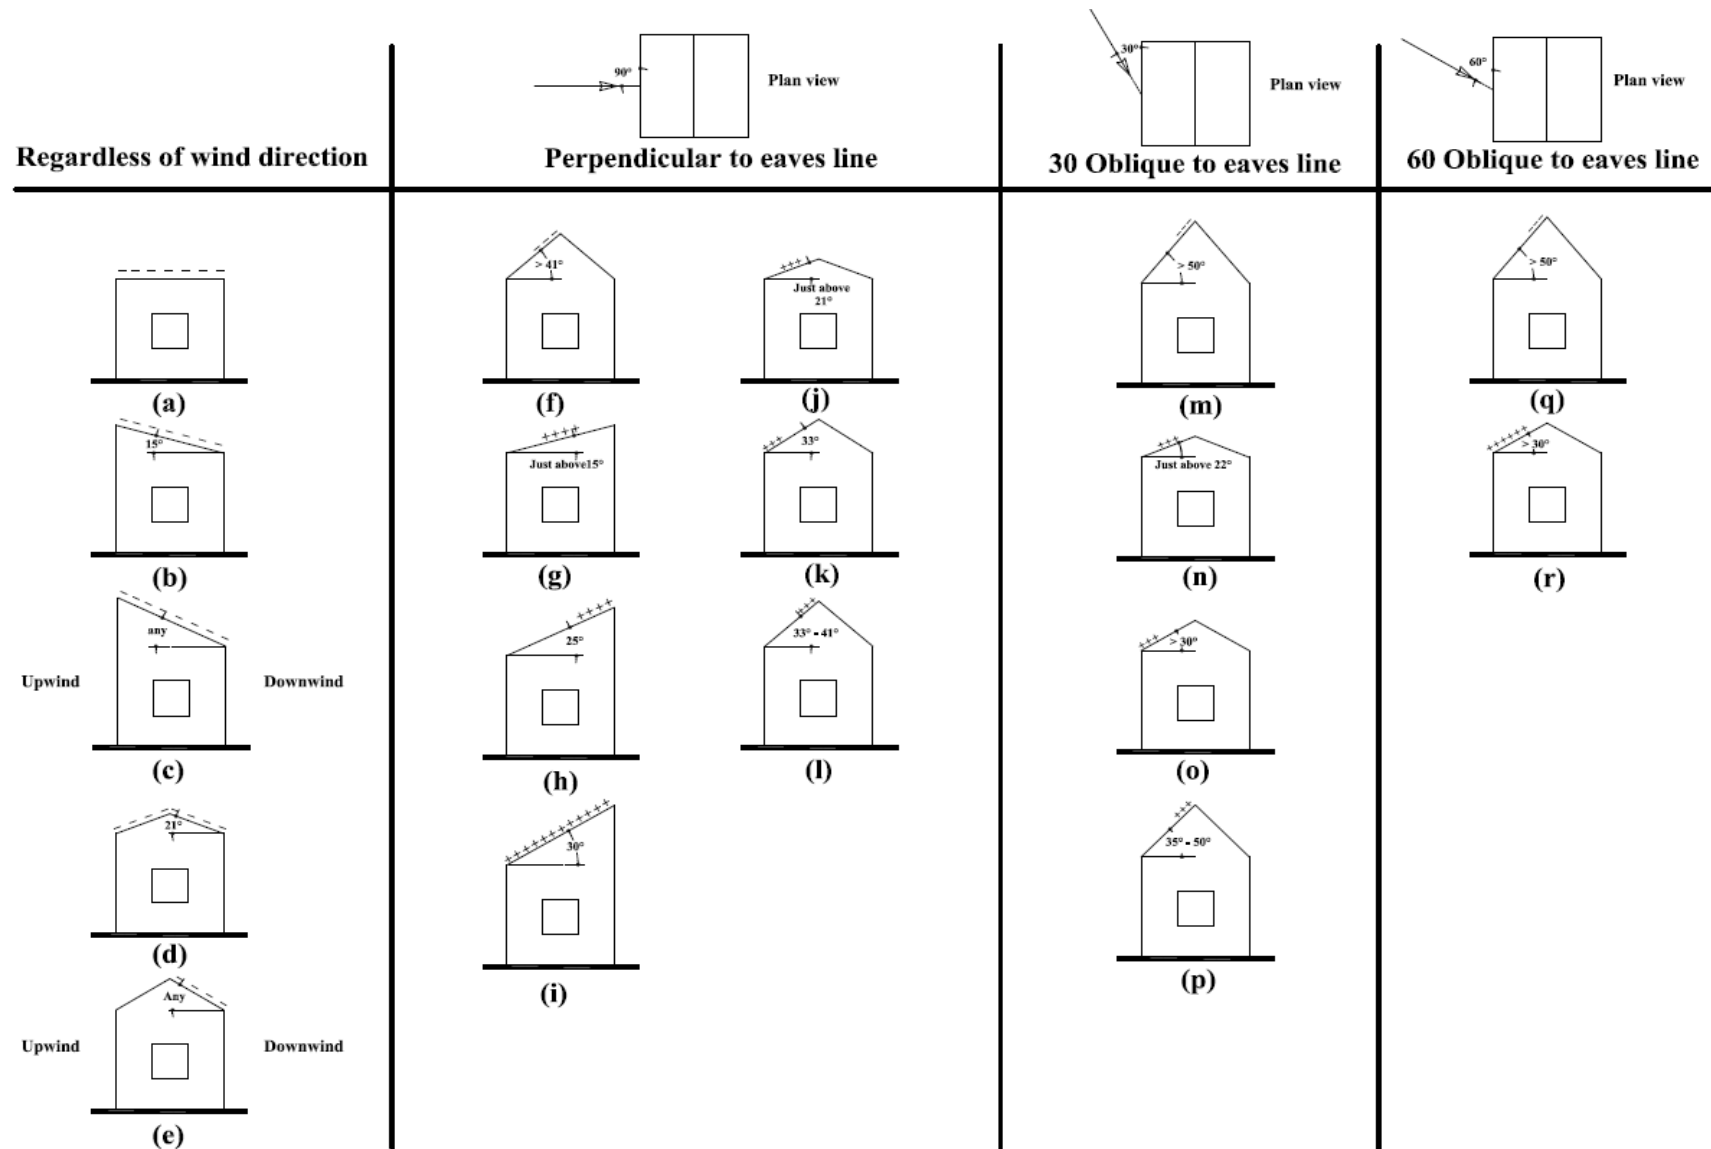 90°
Plan view
30°
Plan view
60°
Plan view
Regardless of wind direction
Perpendicular to eaves line
30 Oblique to eaves line
60 Oblique to eaves line
(a)
15°
(b)
any
Upwind
Downwind
(c)
21°
(d)
Any
Upwind
Downwind
(e)
> 41°
(f)
Just above15°
(g)
25°
(h)
30°
(i)
Just above
21°
(j)
33°
(k)
33° - 41°
(l)
> 50°
(m)
Just above 22°
(n)
> 30°
(o)
35° - 50°
(p)
> 50°
(q)
> 30°
(r)